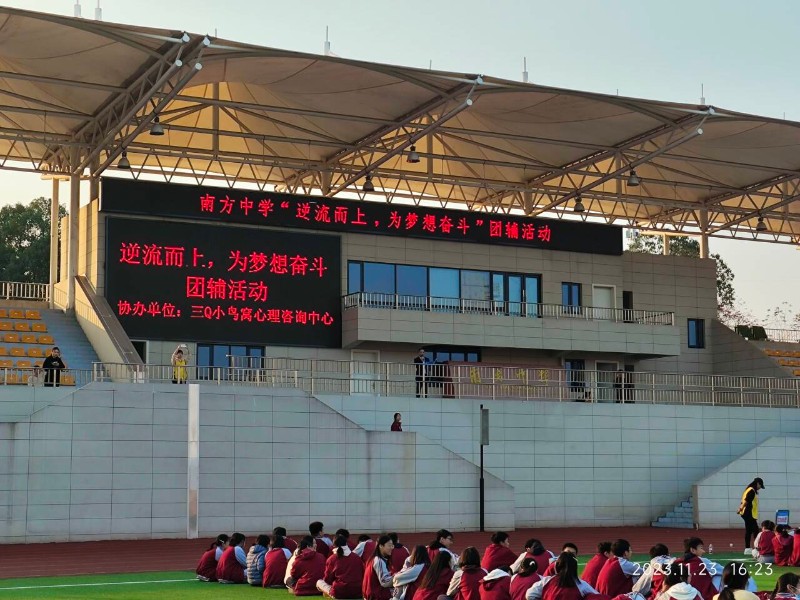 南方中学“逆流而上，为梦想奋斗”团辅活动
逆流而上，为梦想奋斗
团辅活动
协办单位：三Q小鸟窝心理咨询中心
2023.11.23 16:23